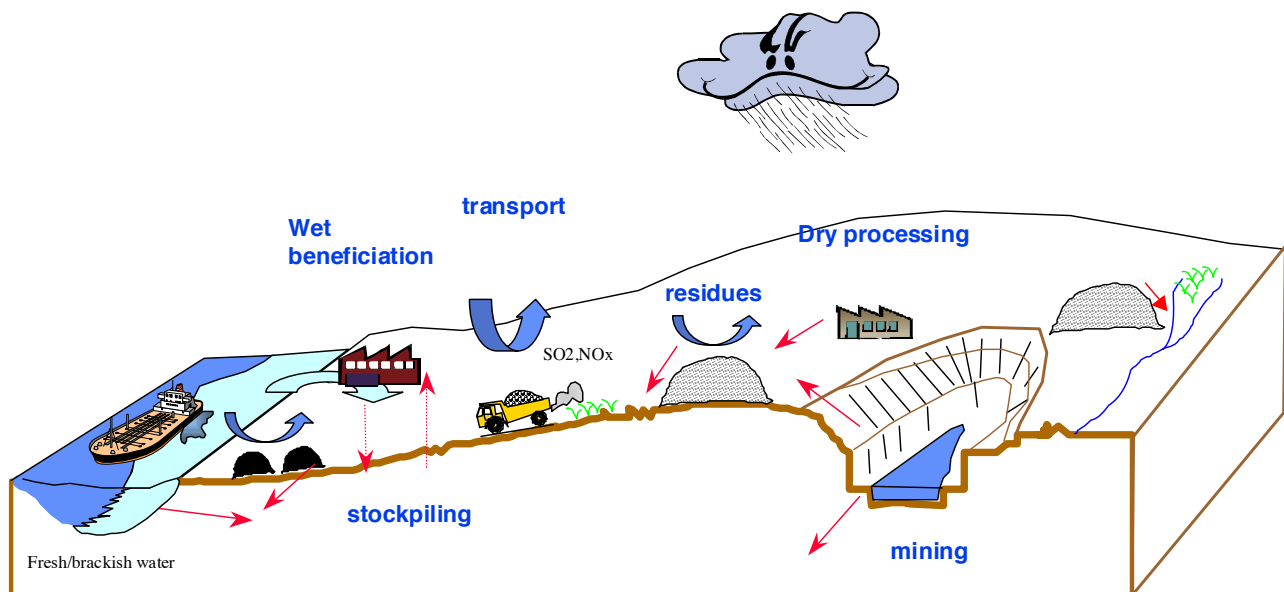 transport
Wet
beneficiation
Dry processing
residues
SO2,NOx
stockpiling
mining
Fresh/brackish water